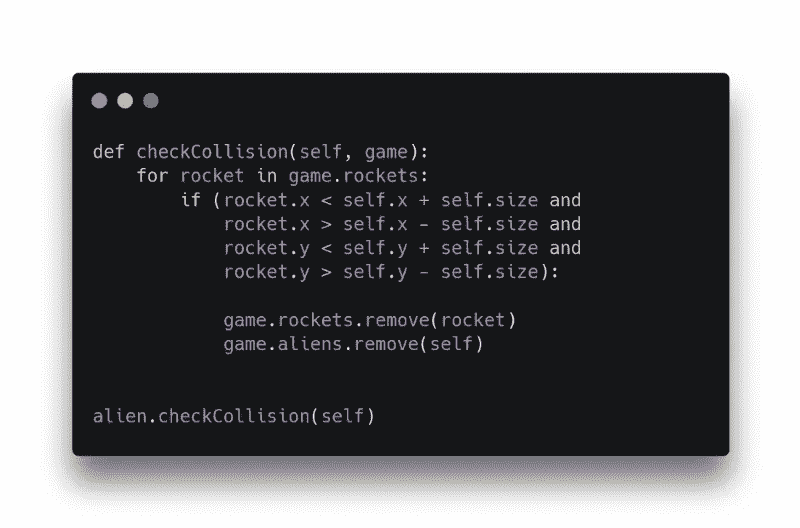 def checkCollision(self, game):
    for rocket in game.rockets:
        if (rocket.x < self.x + self.size and
            rocket.x > self.x - self.size and
            rocket.y < self.y + self.size and
            rocket.y > self.y - self.size):
            game.rockets.remove(rocket)
            game.aliens.remove(self)
alien.checkCollision(self)